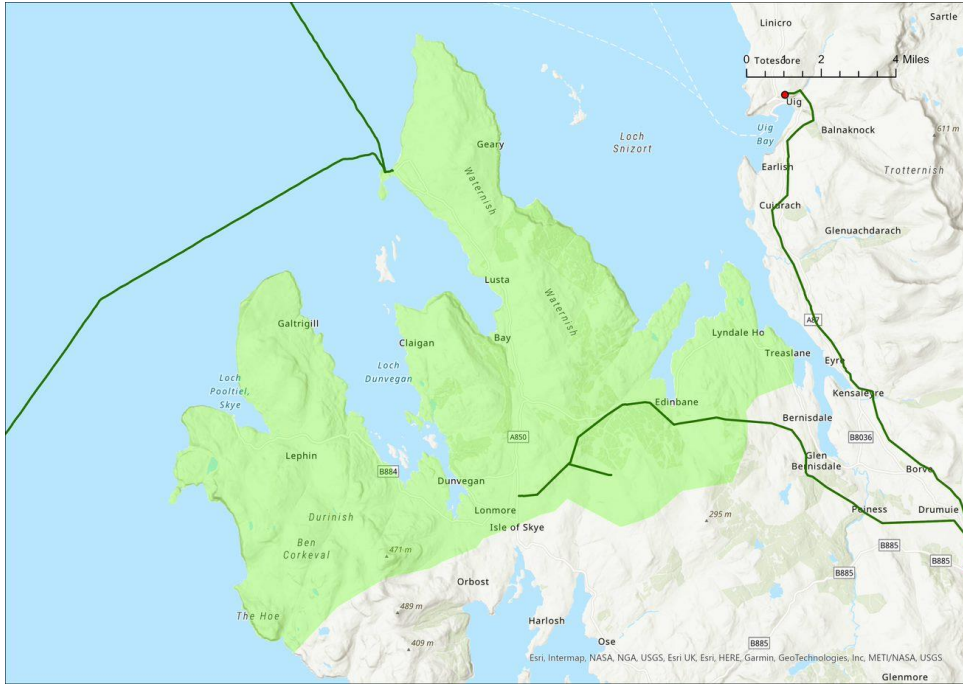 Linicro
Sartle
Totescore
0 1 2 4 Miles
Uig
Uig
Bay
Balnaknock
611 m
Loch
Snizort
Geary
Earlish
Trotternish
Waternish
Cuidrach
Glenuachdarach
Lusta
Galtrigill
Waternish
A87
Claigan
Bay
Lyndale Ho
Treaslane
Eyre
Loch
Dunvegan
Loch
Pooltiel,
Skye
Kensaleyre
Edinbane
Bernisdale
A850
B8036
Lephin
B884
Glen
Bernisdale
Borve
Dunvegan
Durinish
Lonmore
Peiness
Drumuie
Isle of Skye
295 m
Ben
Corkeval
471 m
B885
B885
B885
Orbost
489 m
The Hoe
Harlosh
409 m
Ose
B885
Esri, Intermap, NASA, NGA, USGS, Esri UK, Esri, HERE, Garmin, GeoTechnologies, Inc, METI/NASA, USGS
Glenmore